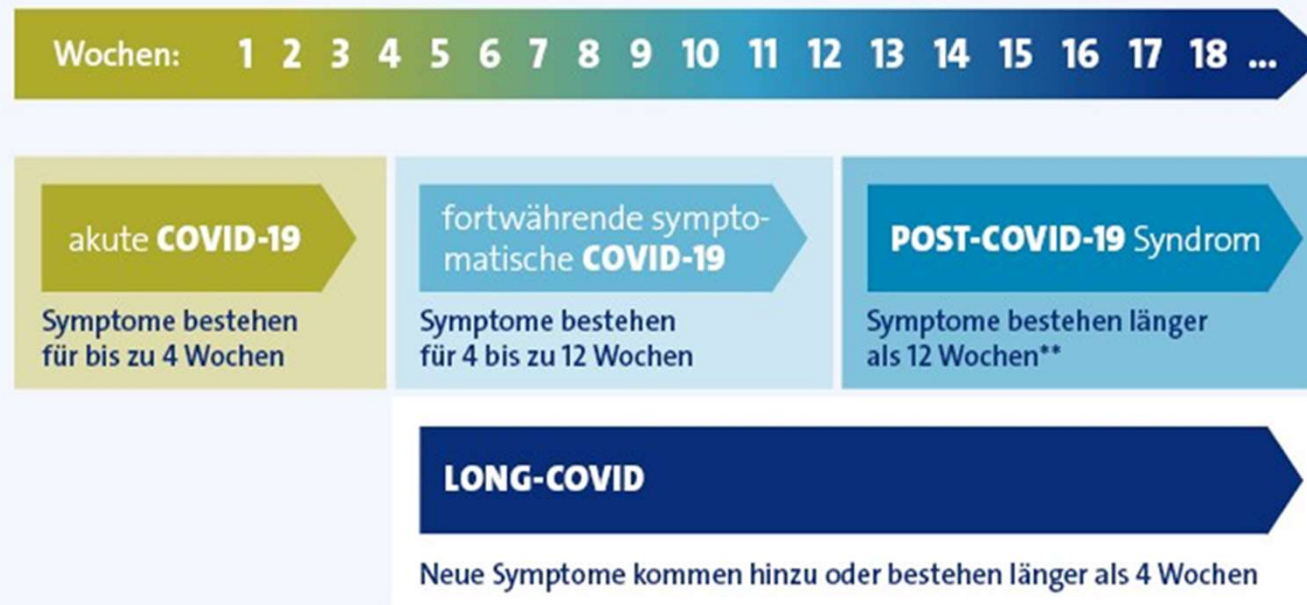 Wochen: 1 2 3 4 5 6 7 8 9 10 11 12 13 14 15 16 17 18 ...
akute COVID-19
Symptome bestehen
für bis zu 4 Wochen
fortwährende sympto-
matische COVID-19
Symptome bestehen
für 4 bis zu 12 Wochen
POST-COVID-19 Syndrom
Symptome bestehen länger
als 12 Wochen**
LONG-COVID
Neue Symptome kommen hinzu oder bestehen länger als 4 Wochen